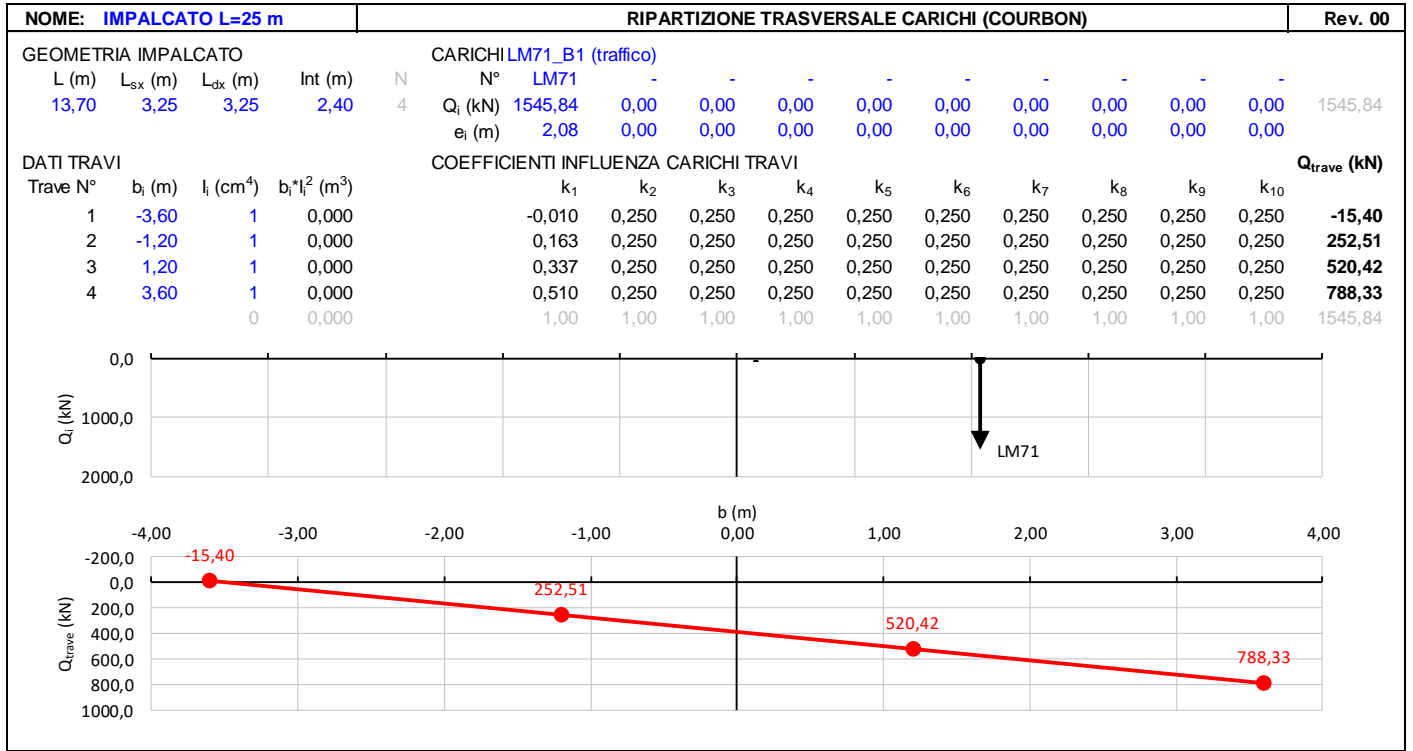 NOME: IMPALCATO L=25 m RIPARTIZIONE TRASVERSALE CARICHI (COURBON) Rev. 00
GEOMETRIA IMPALCATO CARICHI LM71_B1 (traffico)
L (m) Lsx (m) Ldx (m) Int (m) N N° LM71 - - - - - - - - -
13,70 3,25 3,25 2,40 4 Qi (kN) 1545,84 0,00 0,00 0,00 0,00 0,00 0,00 0,00 0,00 0,00 1545,84
ei (m) 2,08 0,00 0,00 0,00 0,00 0,00 0,00 0,00 0,00 0,00
DATI TRAVI COEFFICIENTI INFLUENZA CARICHI TRAVI Qtrave (kN)
Trave N° bi (m) Ii (cm4) bi*Ii2 (m3) k1 k2 k3 k4 k5 k6 k7 k8 k9 k10
1 -3,60 1 0,000 -0,010 0,250 0,250 0,250 0,250 0,250 0,250 0,250 0,250 0,250 -15,40
2 -1,20 1 0,000 0,163 0,250 0,250 0,250 0,250 0,250 0,250 0,250 0,250 0,250 252,51
3 1,20 1 0,000 0,337 0,250 0,250 0,250 0,250 0,250 0,250 0,250 0,250 0,250 520,42
4 3,60 1 0,000 0,510 0,250 0,250 0,250 0,250 0,250 0,250 0,250 0,250 0,250 788,33
0 0,000 1,00 1,00 1,00 1,00 1,00 1,00 1,00 1,00 1,00 1,00 1545,84
0,0
Qi (kN)
1000,0
LM71
2000,0
b (m)
-4,00 -3,00 -2,00 -1,00 0,00 1,00 2,00 3,00 4,00
-200,0
-15,40
0,0
252,51
200,0
Qtrave (kN)
400,0
520,42
600,0
788,33
800,0
1000,0